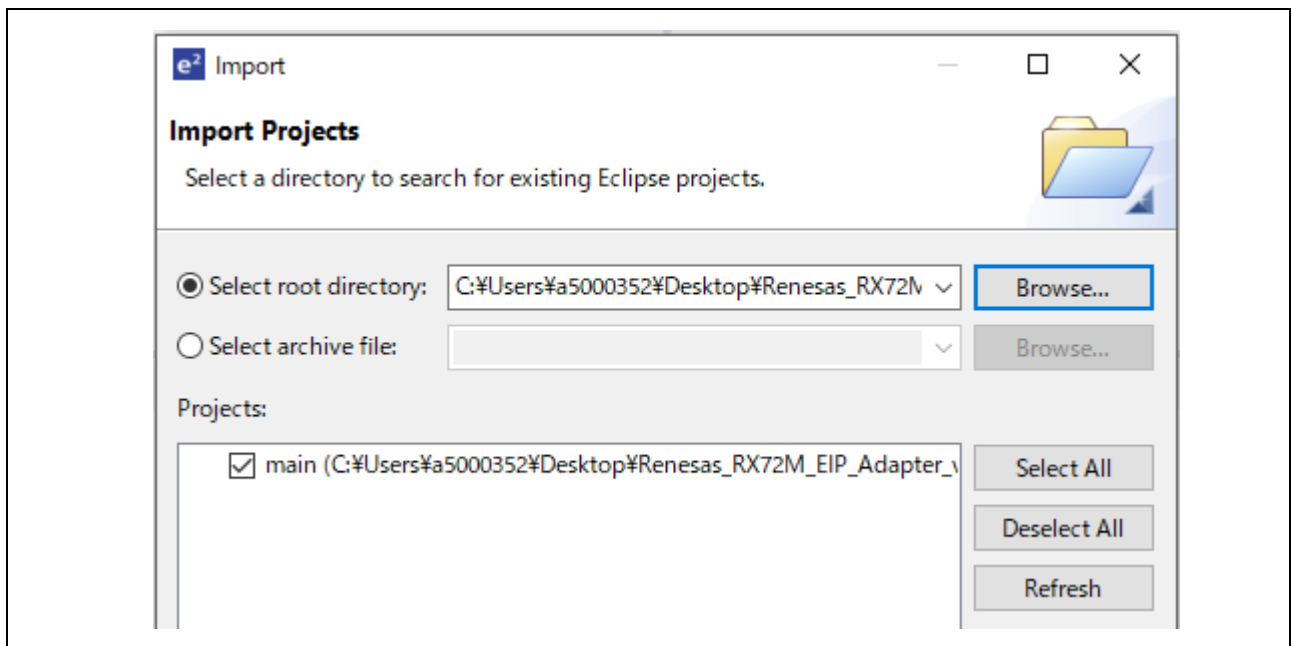 e² Import
Import Projects
Select a directory to search for existing Eclipse projects.
Select root directory: C:¥Users¥a5000352¥Desktop¥Renesas_RX72M Browse...
Select archive file: Browse...
Projects:
main (C:¥Users¥a5000352¥Desktop¥Renesas_RX72M_EIP_Adapter_v Select All
Deselect All
Refresh